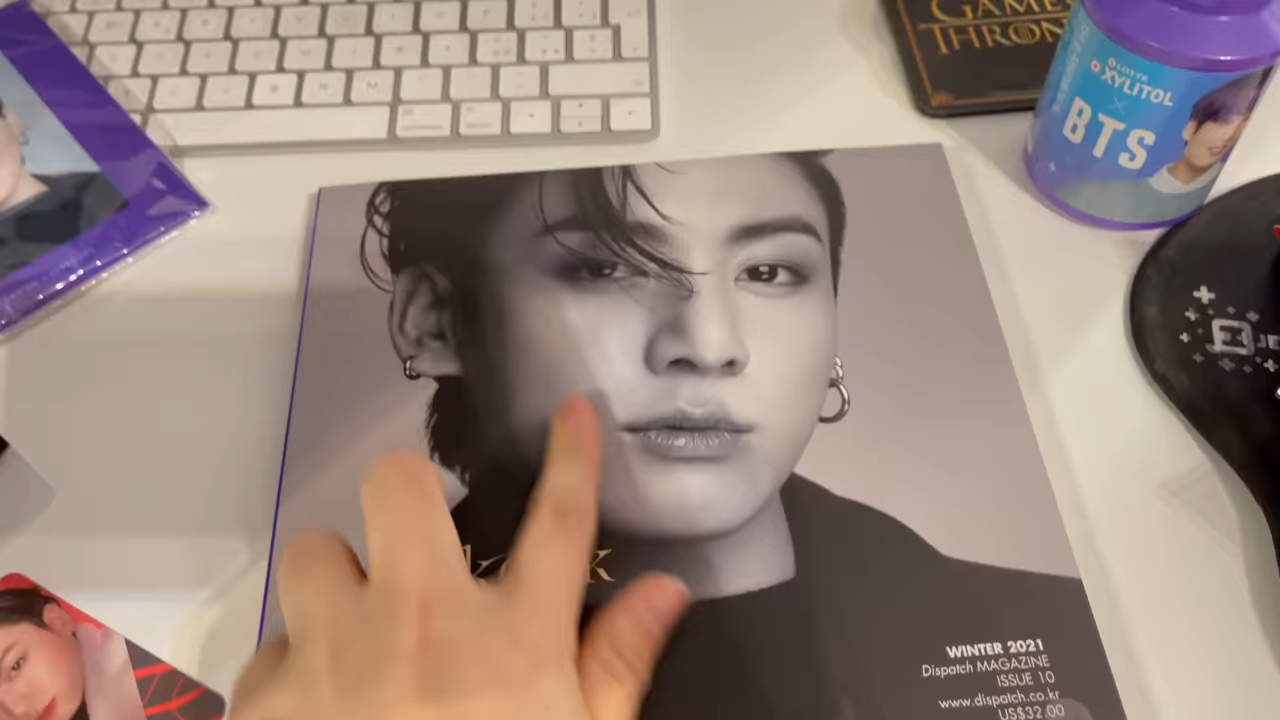 GAME
THRONES
LOTTE
XYLITOL
×
BTS
WINTER 2021
Dispatch MAGAZINE
ISSUE 10
www.dispatch.co.kr
US$32.00